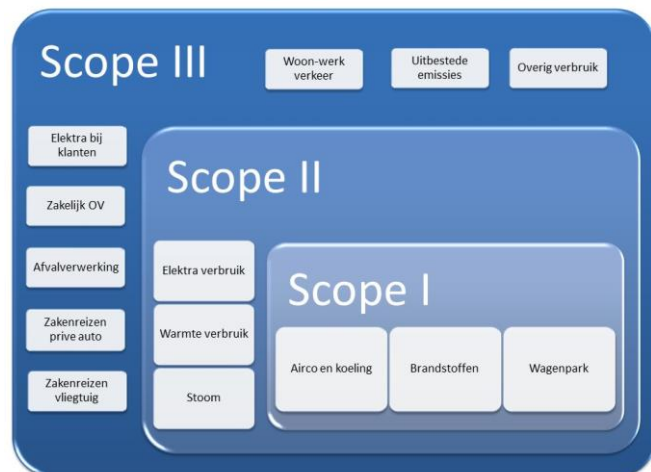 Scope III
Woon-werk
verkeer
Uitbestede
emissies
Overig verbruik
Elektra bij
klanten
Zakelijk OV
Afvalverwerking
Zakenreizen
prive auto
Zakenreizen
vliegtuig
Scope II
Elektra verbruik
Warmte verbruik
Stoom
Scope I
Airco en koeling
Brandstoffen
Wagenpark